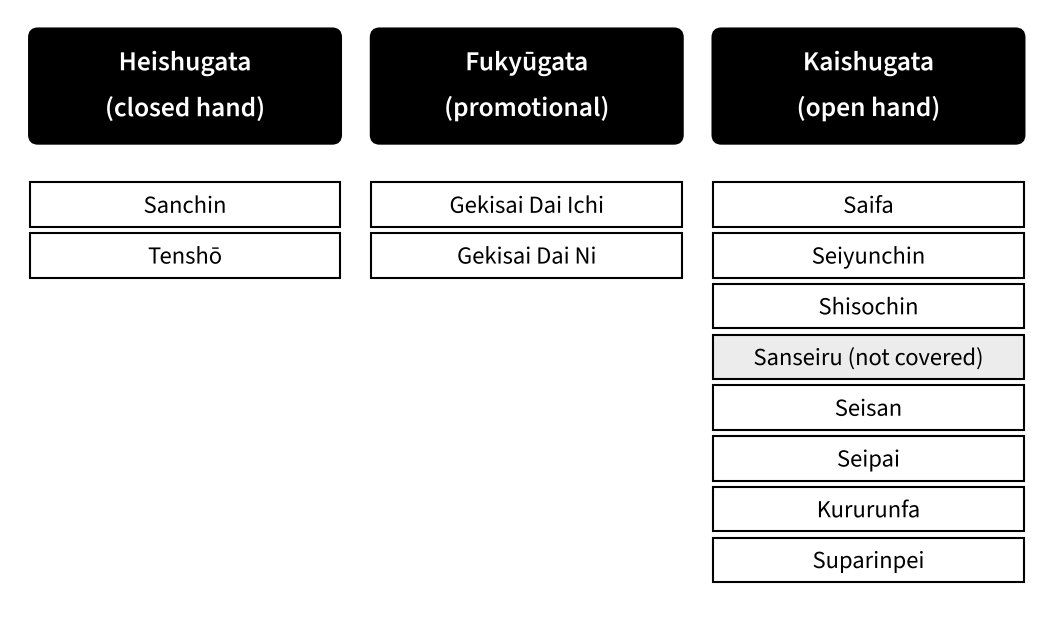 Heishugata
(closed hand)
Sanchin
Tenshō
Fukyūgata
(promotional)
Gekisai Dai Ichi
Gekisai Dai Ni
Kaishugata
(open hand)
Saifa
Seiyunchin
Shisochin
Sanseiru (not covered)
Seisan
Seipai
Kururunfa
Suparinpei